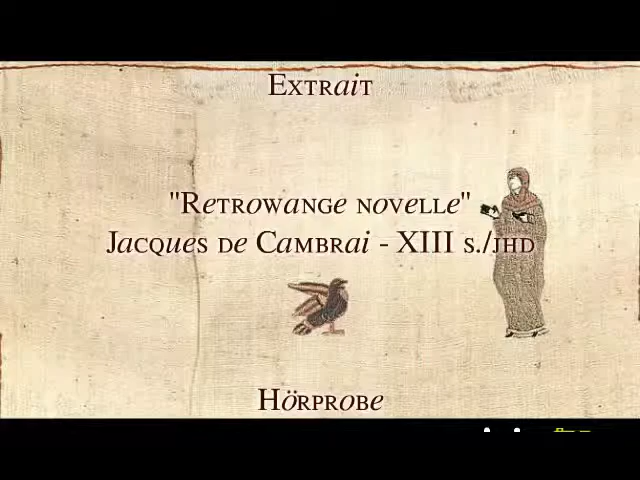 Extrait
"Retrowange novelle"
Jacques de Cambrai - XIII s./jhd
Hörprobe